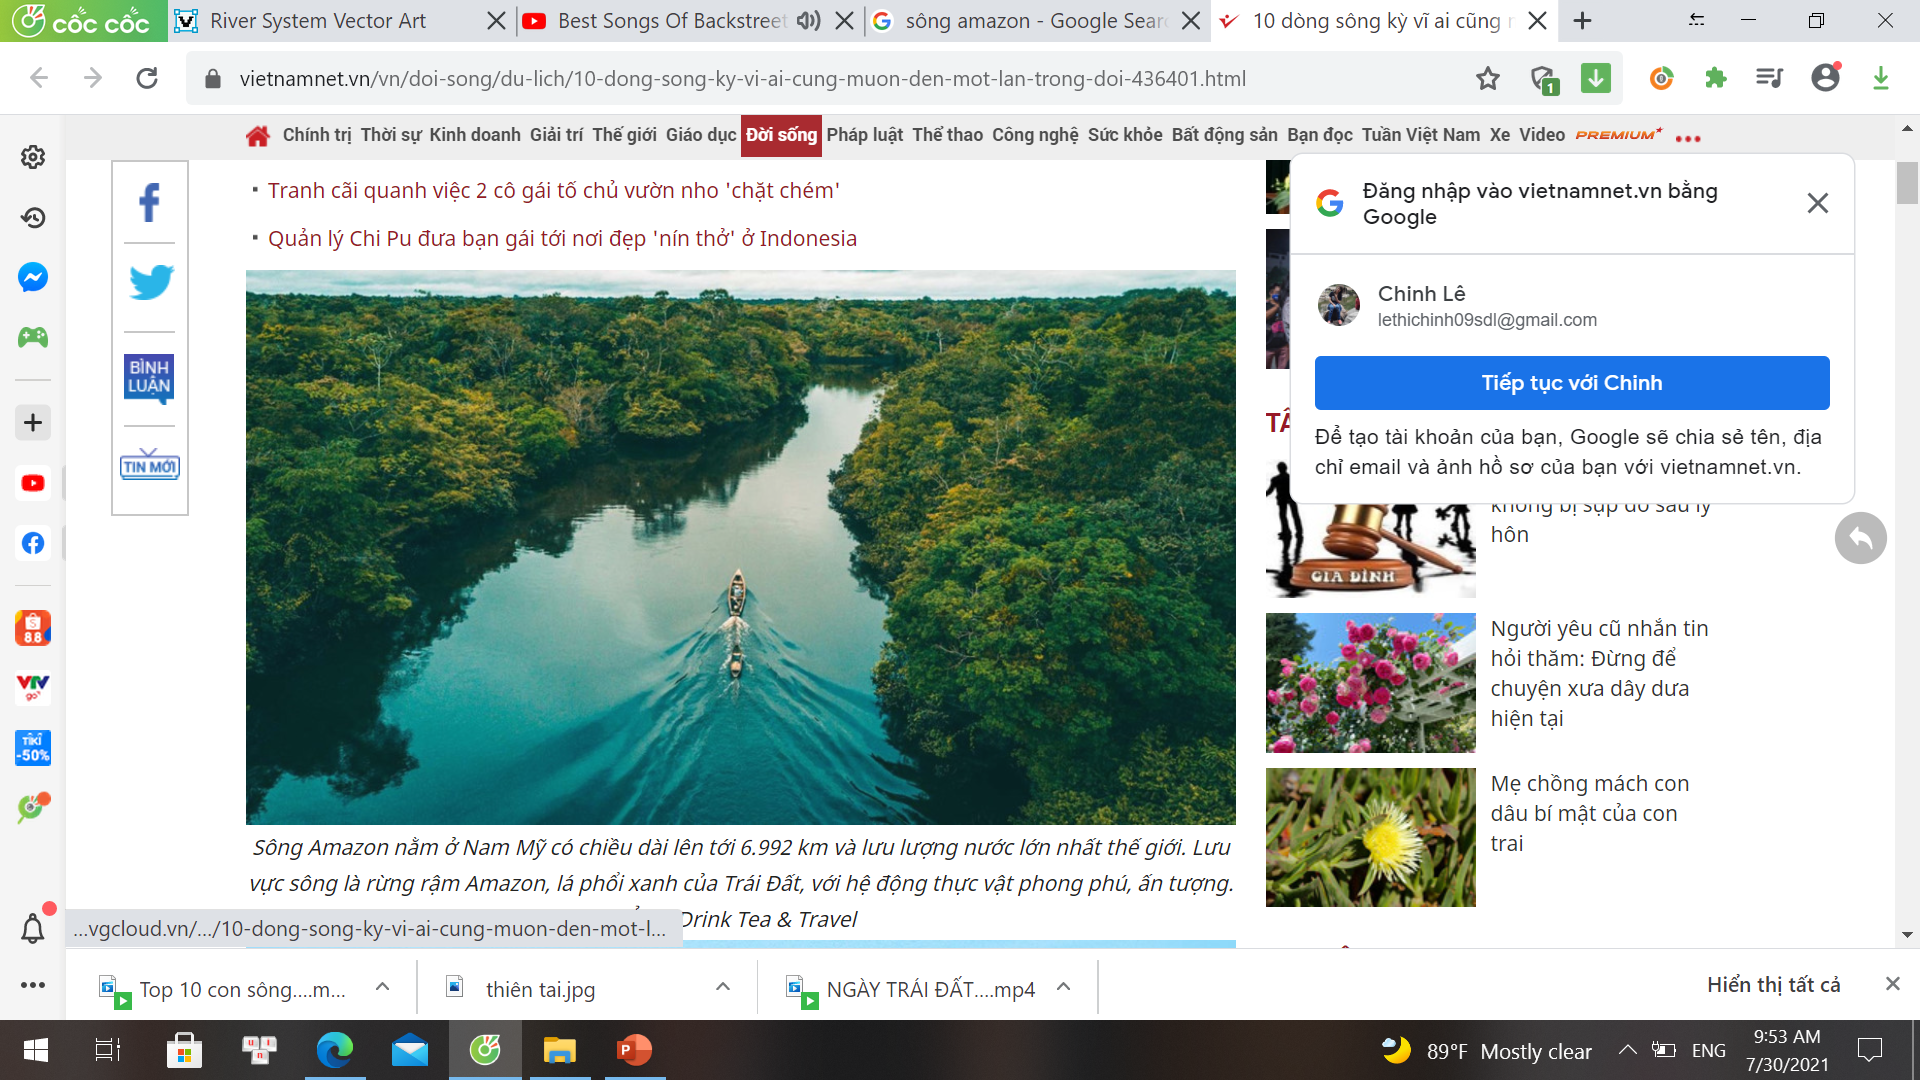 cốc cốc
River System Vector Art
Best Songs Of Backstreet
sông amazon - Google Sear
10 dòng sông kỳ vĩ ai cũng
vietnamnet.vn/vn/doi-song/du-lich/10-dong-song-ky-vi-ai-cung-muon-den-mot-lan-trong-doi-436401.html
1
Chính trị Thời sự Kinh doanh Giải trí Thế giới Giáo dục Đời sống Pháp luật Thể thao Công nghệ Sức khỏe Bất động sản Bạn đọc Tuần Việt Nam Xe Video PREMIUM
Tranh cãi quanh việc 2 cô gái tố chủ vườn nho 'chặt chém'
Quản lý Chi Pu đưa bạn gái tới nơi đẹp 'nín thở' ở Indonesia
BÌNH
LUẬN
TIN MỚI
Đăng nhập vào vietnamnet.vn bằng
Google
Chinh Lê
lethichinh09sdl@gmail.com
Tiếp tục với Chinh
Để tạo tài khoản của bạn, Google sẽ chia sẻ tên, địa
chỉ email và ảnh hồ sơ của bạn với vietnamnet.vn.
không bị sụp đổ sau ly
hôn
GIA ĐÌNH
Người yêu cũ nhắn tin
hỏi thăm: Đừng để
chuyện xưa dây dưa
hiện tại
Mẹ chồng mách con
dâu bí mật của con
trai
S
8 8
VTV
go
TIKI
-50%
Sông Amazon nằm ở Nam Mỹ có chiều dài lên tới 6.992 km và lưu lượng nước lớn nhất thế giới. Lưu
vực sông là rừng rậm Amazon, lá phổi xanh của Trái Đất, với hệ động thực vật phong phú, ấn tượng.
Drink Tea & Travel
...vgcloud.vn/.../10-dong-song-ky-vi-ai-cung-muon-den-mot-l...
Top 10 con sông....m...
thiên tai.jpg
NGÀY TRÁI ĐẤT....mp4
Hiển thị tất cả
u i n
P
89°F Mostly clear
ENG
9:53 AM
7/30/2021